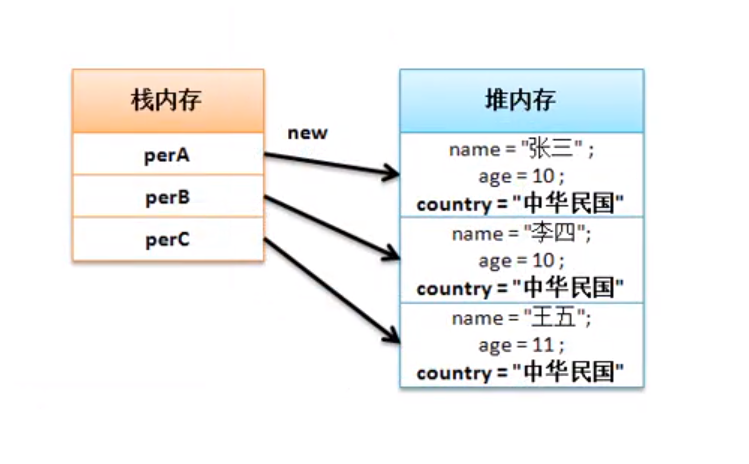 栈内存
堆内存
new
perA
perB
perC
name = "张三" ;
age = 10 ;
country = "中华民国"
name = "李四";
age = 10 ;
country = "中华民国"
name = "王五";
age = 11 ;
country = "中华民国"